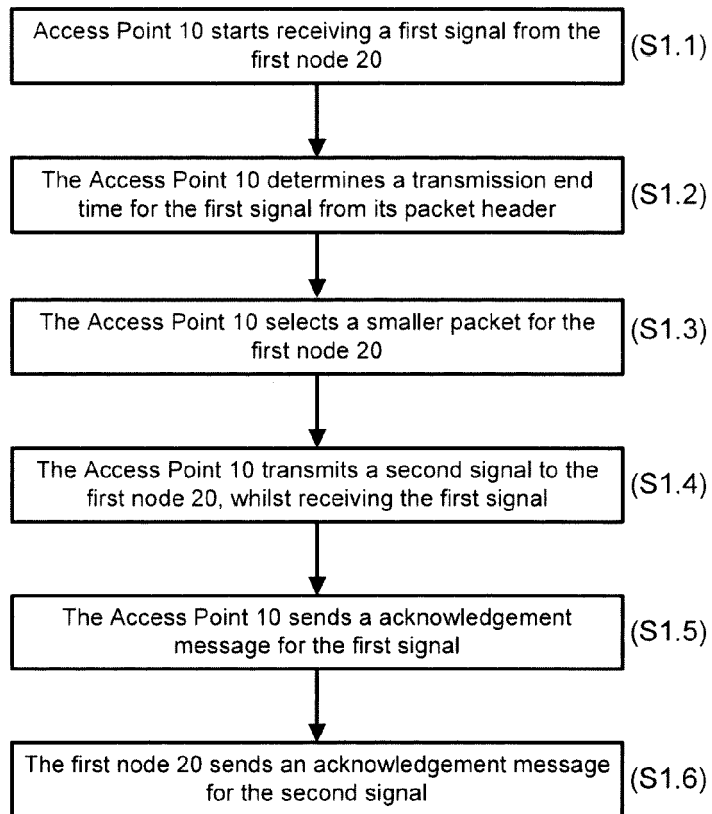 Access Point 10 starts receiving a first signal from the
first node 20
(S1.1)
The Access Point 10 determines a transmission end
time for the first signal from its packet header
(S1.2)
The Access Point 10 selects a smaller packet for the
first node 20
(S1.3)
The Access Point 10 transmits a second signal to the
first node 20, whilst receiving the first signal
(S1.4)
The Access Point 10 sends a acknowledgement
message for the first signal
(S1.5)
The first node 20 sends an acknowledgement message
for the second signal
(S1.6)